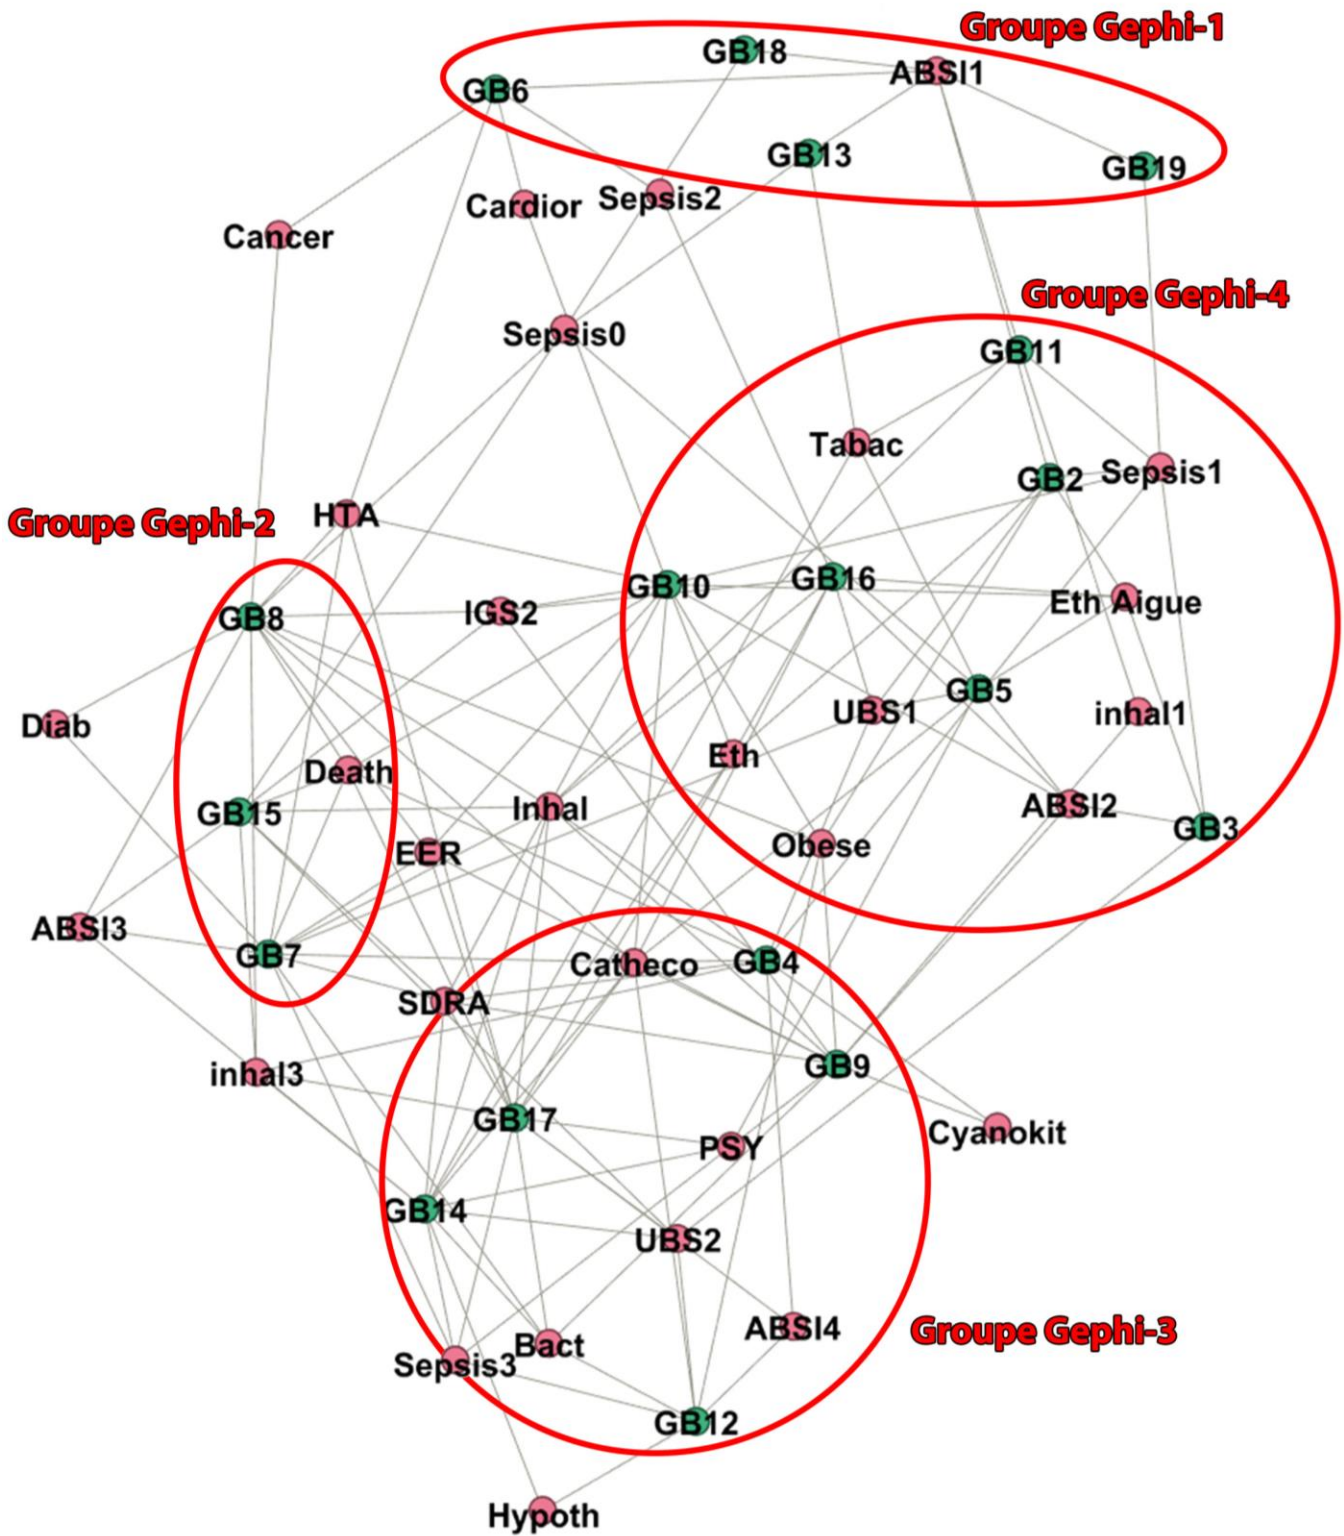 Groupe Gephi-1
GB18
ABSI1
GB6
GB13
GB19
Cardior
Sepsis2
Cancer
Groupe Gephi-4
Sepsis0
GB11
Tabac
GB2
Sepsis1
HTA
Groupe Gephi-2
GB10
GB16
Eth Aigue
GB8
IGS2
GB5
UBS1
inhal1
Diab
Eth
Death
GB15
Inhal
ABSI2
GB3
EER
Obese
ABSI3
GB7
Catheco
GB4
SDRA
inhal3
GB9
GB17
PSY
Cyanokit
GB14
UBS2
ABSI4
Groupe Gephi-3
Bact
Sepsis3
GB12
Hypoth